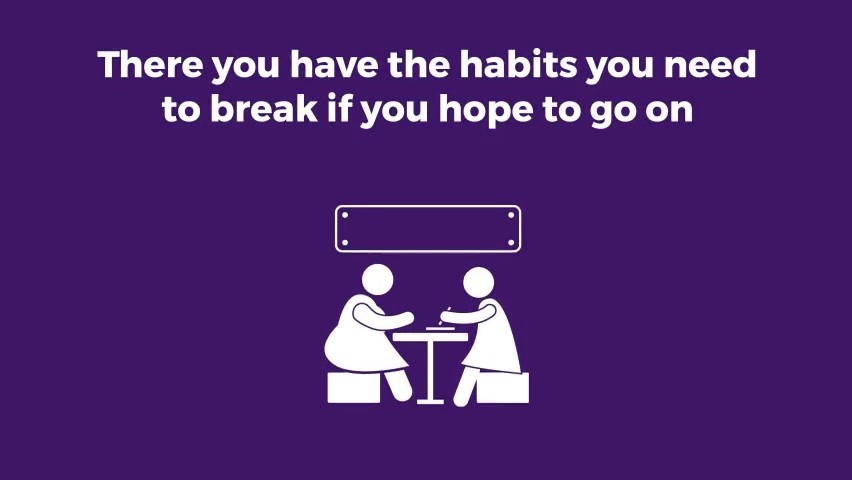 There you have the habits you need
to break if you hope to go on